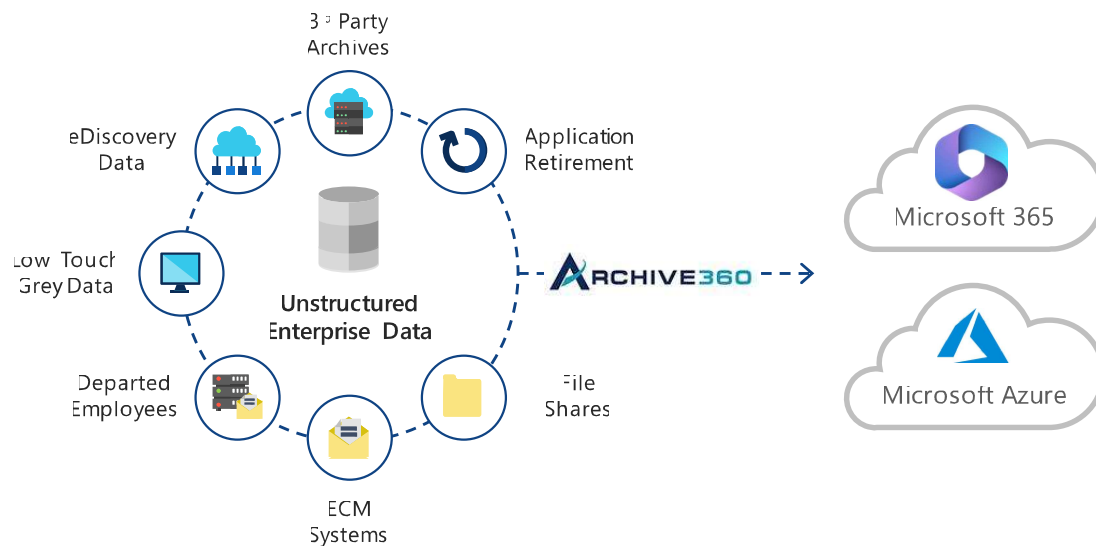 3rd Party
Archives
eDiscovery
Data
Application
Retirement
Low Touch
Grey Data
Unstructured
Enterprise Data
ARCHIVE360
Microsoft 365
Microsoft Azure
Departed
Employees
File
Shares
ECM
Systems